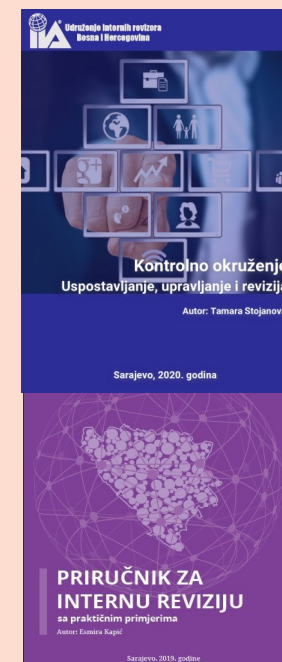 IIA
Udruženje internih revizora
Bosna i Hercegovina
Kontrolno okruženje
Uspostavljanje, upravljanje i revizija
Autor: Tamara Stojanov
Sarajevo, 2020. godina
PRIRUČNIK ZA
INTERNU REVIZIJU
sa praktičnim primjerima
Autor: Esmira Kapić
Sarajevo, 2019. godine